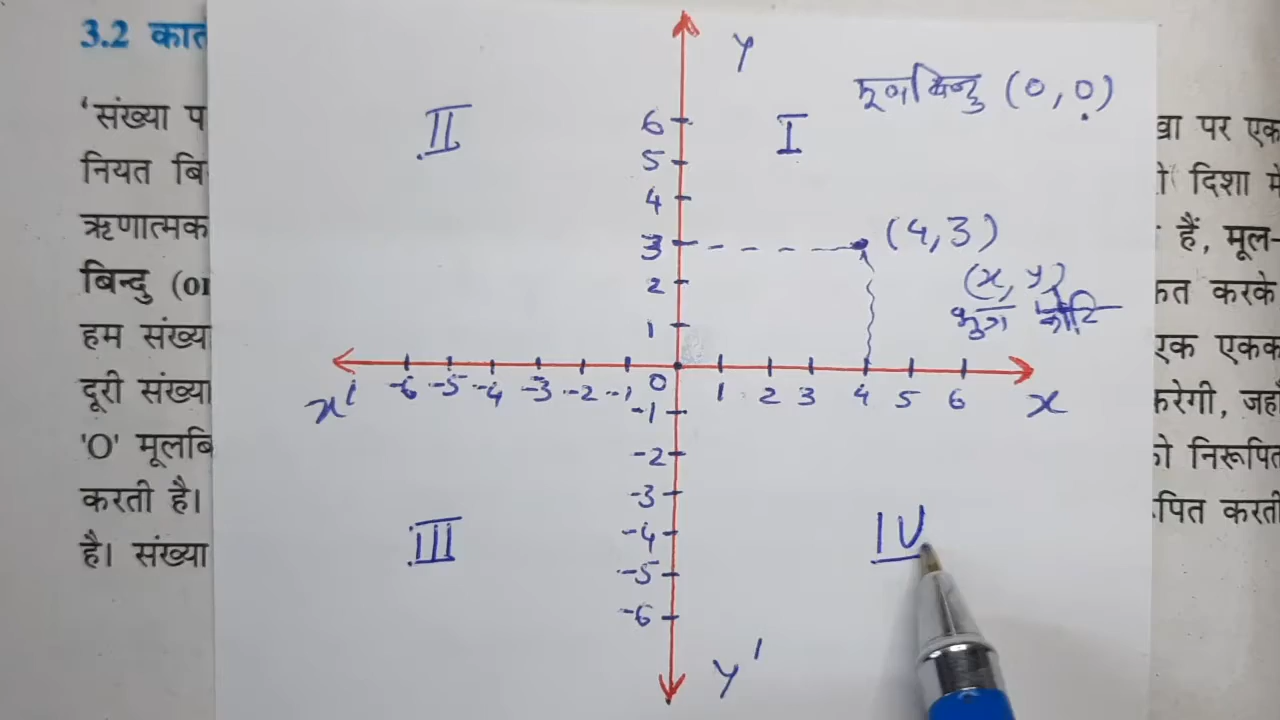 3.2 कार्त
'संख्या प
नियत बि
ऋणात्मक
बिन्दु (or
हम संख्य
दूरी संख्या
'O' मूलबि
करती है।
है। संख्या
y
मूलबिन्दु (0,0)
II
I
6
5
4
3
2
1
(4,3)
(x, y)
भुज कोटि
-6 -5 -4 -3 -2 -1 0 1 2 3 4 5 6
x' x
-1
-2
-3
-4
-5
-6
III
IV
y'
पर एक
दिशा में
हैं, मूल-
करके
एक एकक
करेगी, जहाँ
को निरूपित
करती